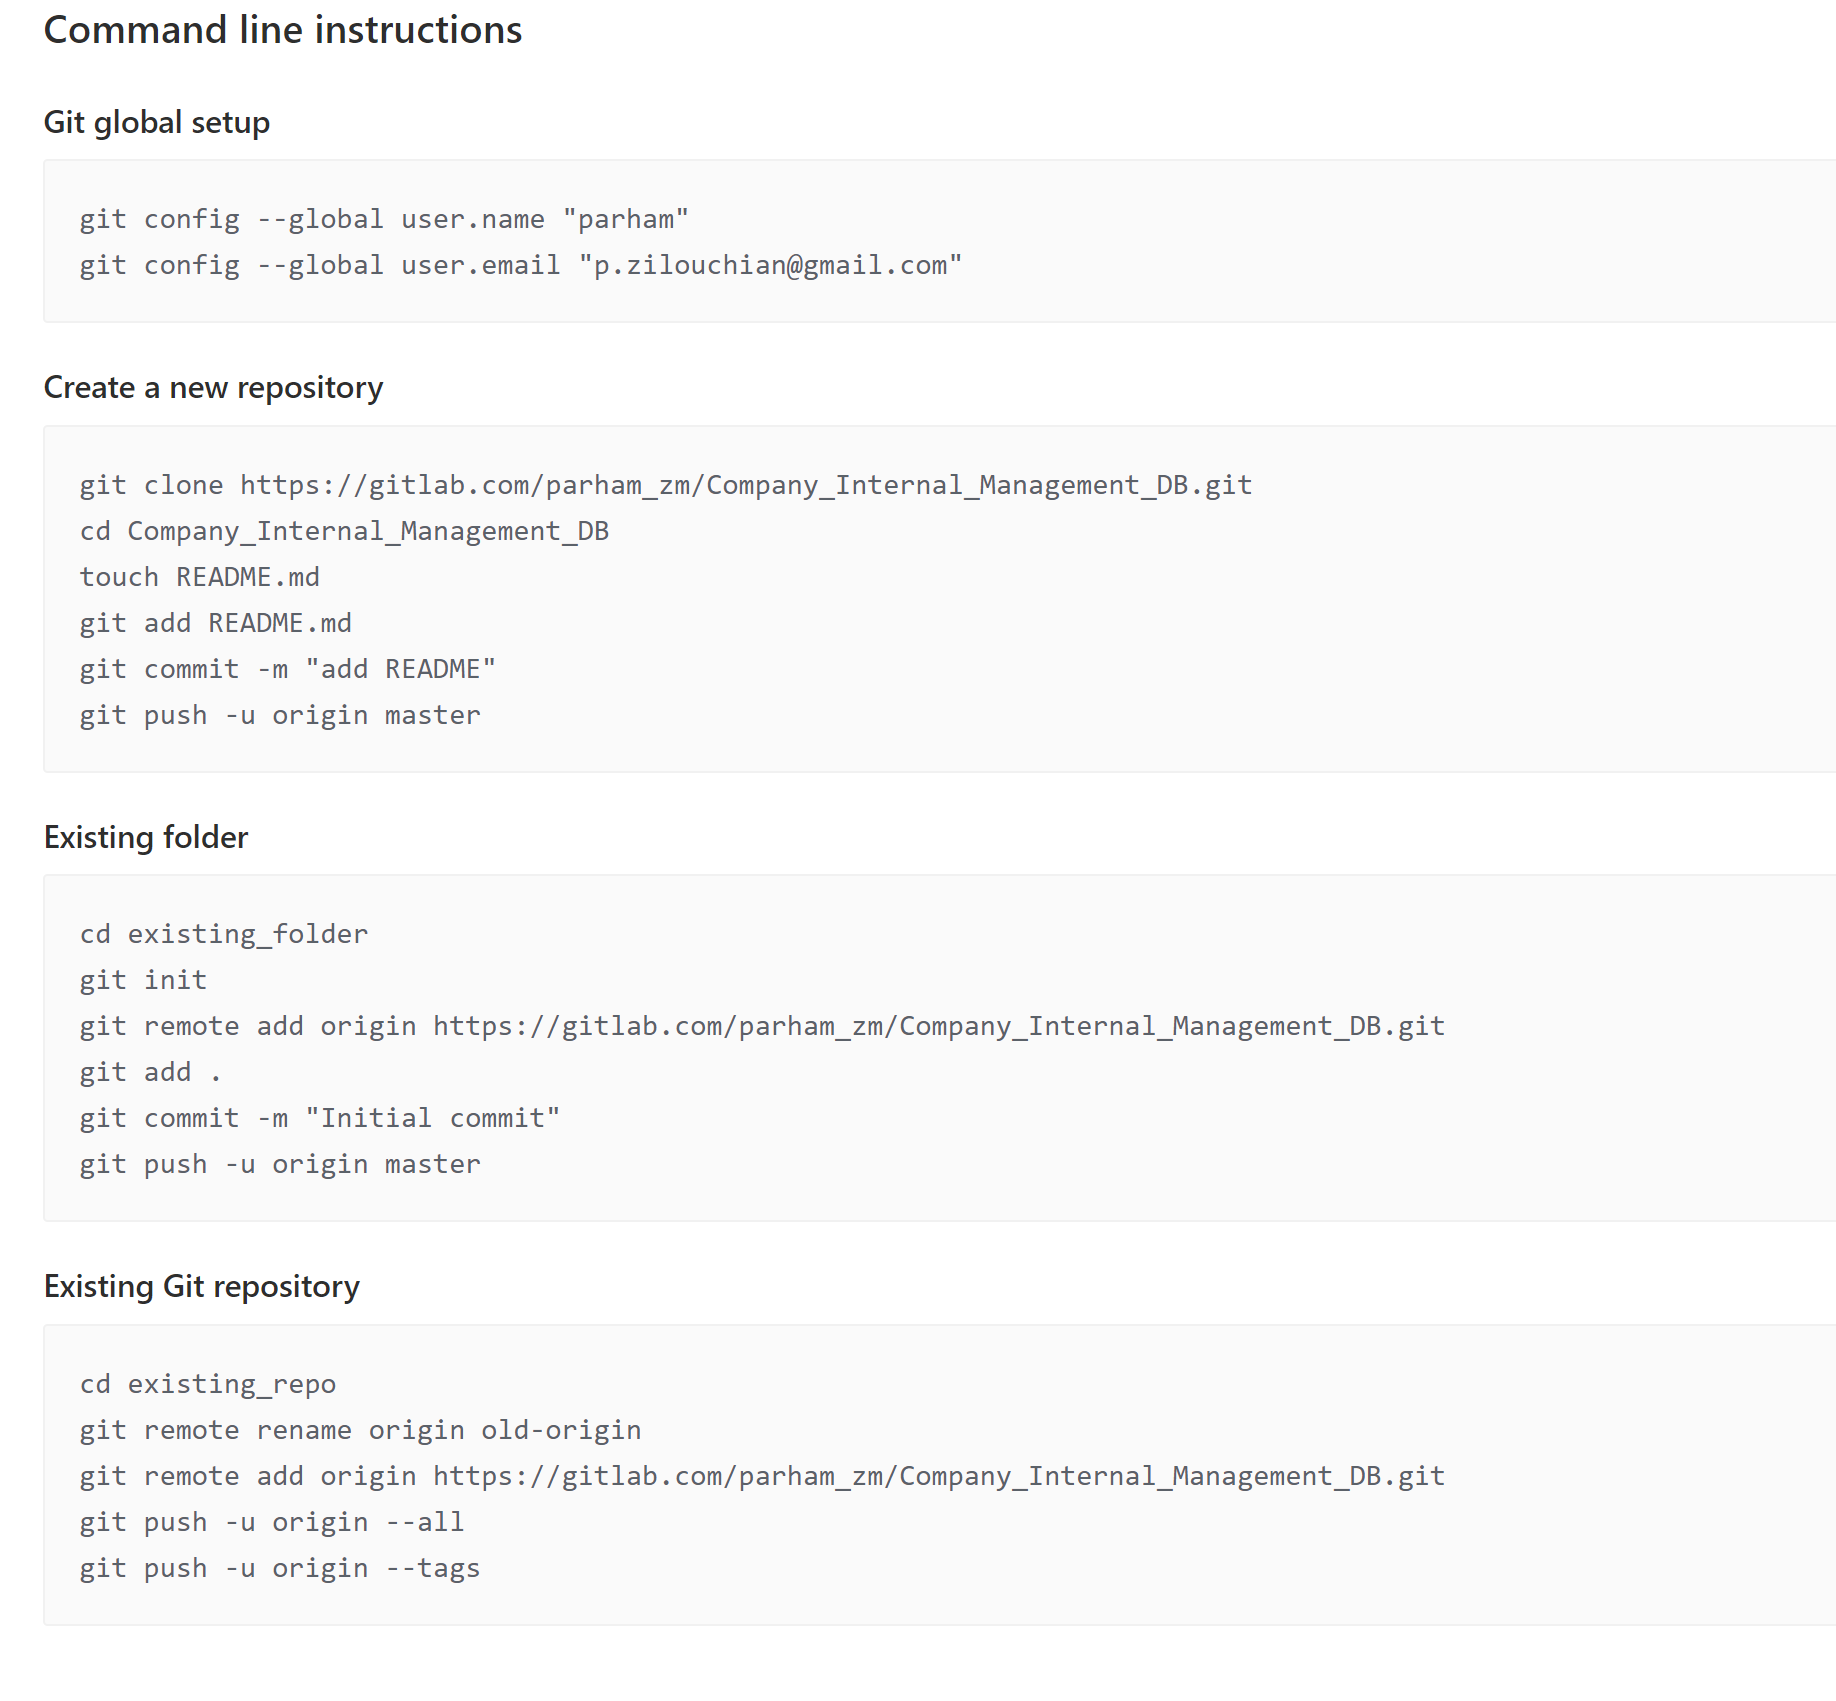 Command line instructions
Git global setup
git config --global user.name "parham"
git config --global user.email "p.zilouchian@gmail.com"
Create a new repository
git clone https://gitlab.com/parham_zm/Company_Internal_Management_DB.git
cd Company_Internal_Management_DB
touch README.md
git add README.md
git commit -m "add README"
git push -u origin master
Existing folder
cd existing_folder
git init
git remote add origin https://gitlab.com/parham_zm/Company_Internal_Management_DB.git
git add .
git commit -m "Initial commit"
git push -u origin master
Existing Git repository
cd existing_repo
git remote rename origin old-origin
git remote add origin https://gitlab.com/parham_zm/Company_Internal_Management_DB.git
git push -u origin --all
git push -u origin --tags